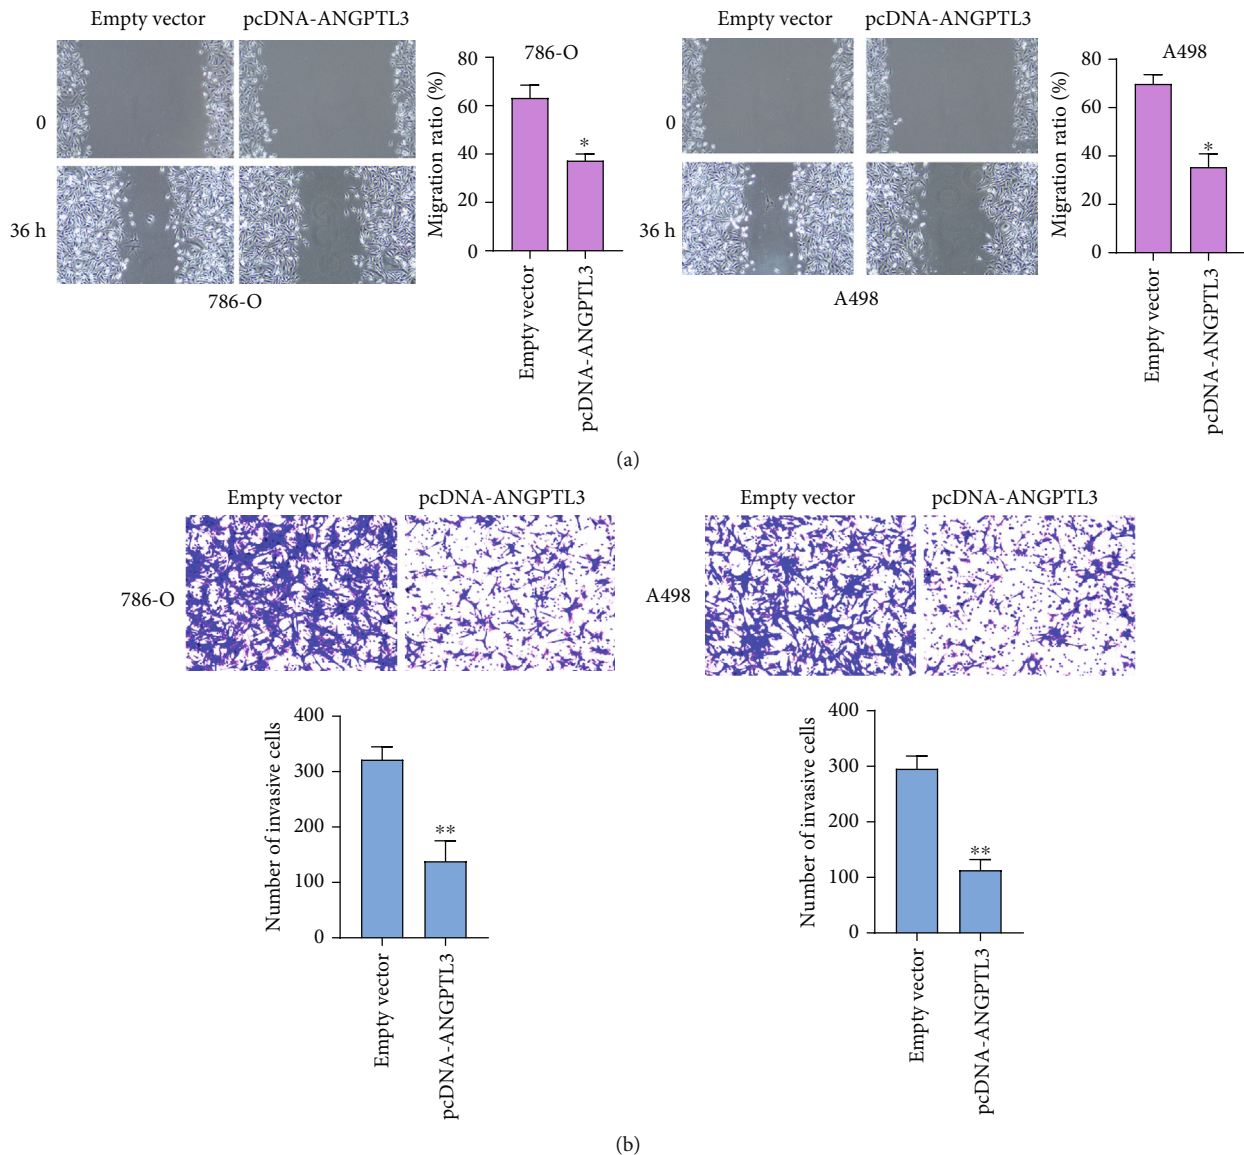 Empty vector pcDNA-ANGPTL3
0
36 h
786-O
786-O
Migration ratio (%)
80
60
40
20
0
*
Empty vector
pcDNA-ANGPTL3
Empty vector pcDNA-ANGPTL3
0
36 h
A498
A498
Migration ratio (%)
80
60
40
20
0
*
Empty vector
pcDNA-ANGPTL3
(a)
Empty vector pcDNA-ANGPTL3
786-O
Number of invasive cells
400
300
200
100
0
**
Empty vector
pcDNA-ANGPTL3
Empty vector pcDNA-ANGPTL3
A498
Number of invasive cells
400
300
200
100
0
**
Empty vector
pcDNA-ANGPTL3
(b)